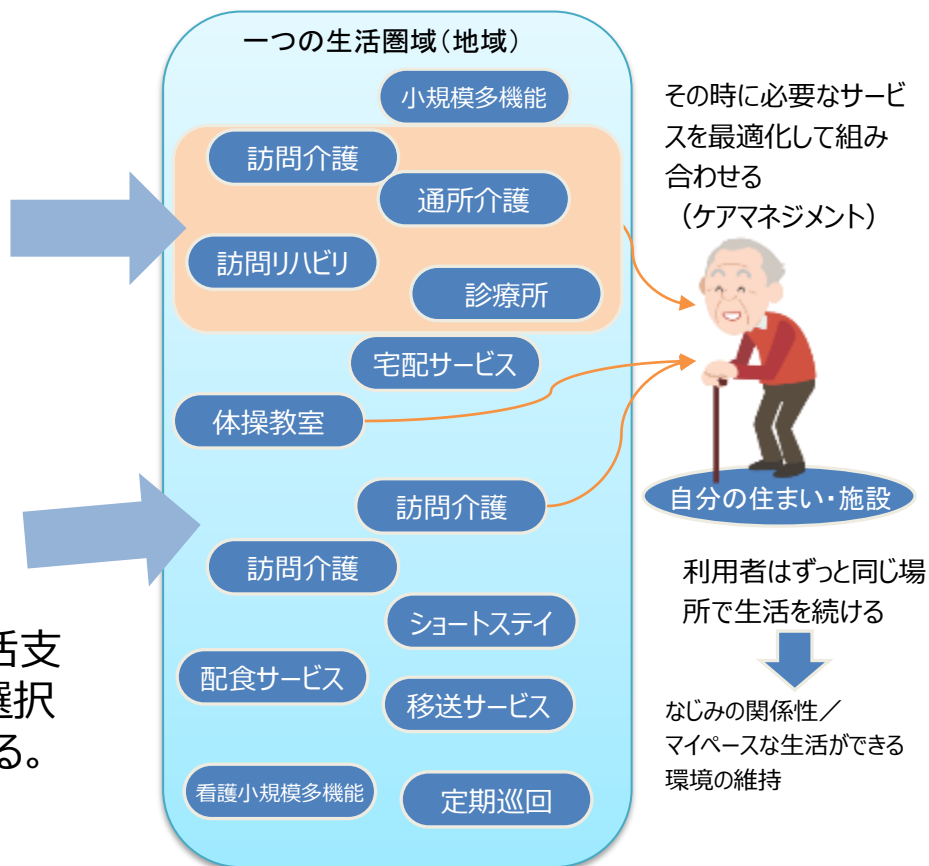 一つの生活圏域（地域）
小規模多機能
訪問介護
通所介護
訪問リハビリ
診療所
宅配サービス
体操教室
訪問介護
訪問介護
ショートステイ
配食サービス
移送サービス
看護小規模多機能
定期巡回
その時に必要なサービ
スを最適化して組み
合わせる
（ケアマネジメント）
自分の住まい・施設
利用者はずっと同じ場
所で生活を続ける
なじみの関係性／
マイペースな生活ができる
環境の維持
活支
選択
る。